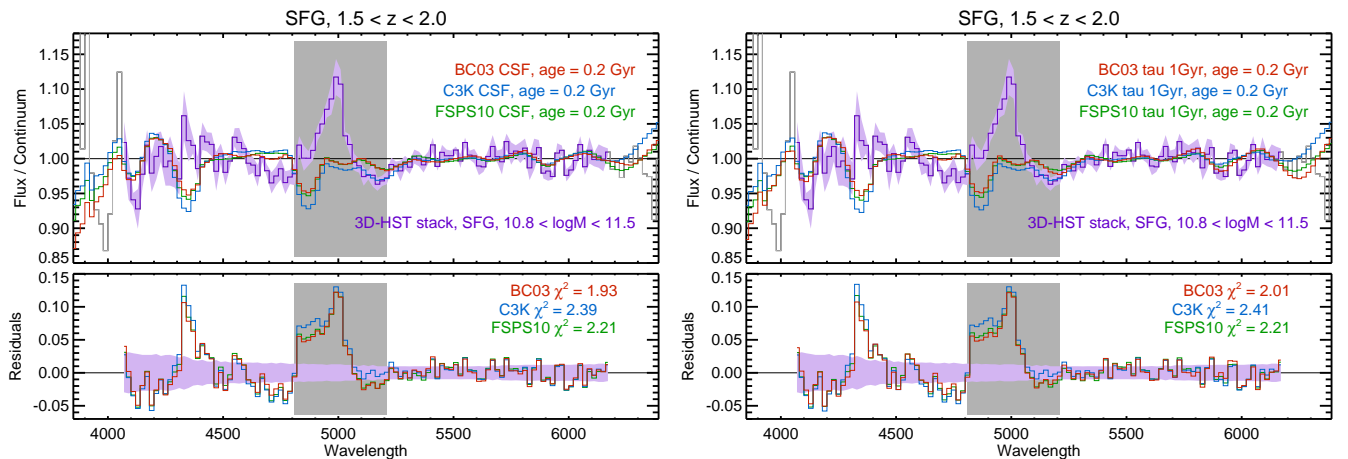 SFG, 1.5 < z < 2.0
1.15
1.10
1.05
1.00
0.95
0.90
0.85
Flux / Continuum
BC03 CSF, age = 0.2 Gyr
C3K CSF, age = 0.2 Gyr
FSPS10 CSF, age = 0.2 Gyr
3D-HST stack, SFG, 10.8 < logM < 11.5
0.15
0.10
0.05
0.00
-0.05
Residuals
BC03 χ² = 1.93
C3K χ² = 2.39
FSPS10 χ² = 2.21
4000 4500 5000 5500 6000
Wavelength
SFG, 1.5 < z < 2.0
1.15
1.10
1.05
1.00
0.95
0.90
0.85
Flux / Continuum
BC03 tau 1Gyr, age = 0.2 Gyr
C3K tau 1Gyr, age = 0.2 Gyr
FSPS10 tau 1Gyr, age = 0.2 Gyr
3D-HST stack, SFG, 10.8 < logM < 11.5
0.15
0.10
0.05
0.00
-0.05
Residuals
BC03 χ² = 2.01
C3K χ² = 2.41
FSPS10 χ² = 2.21
4000 4500 5000 5500 6000
Wavelength